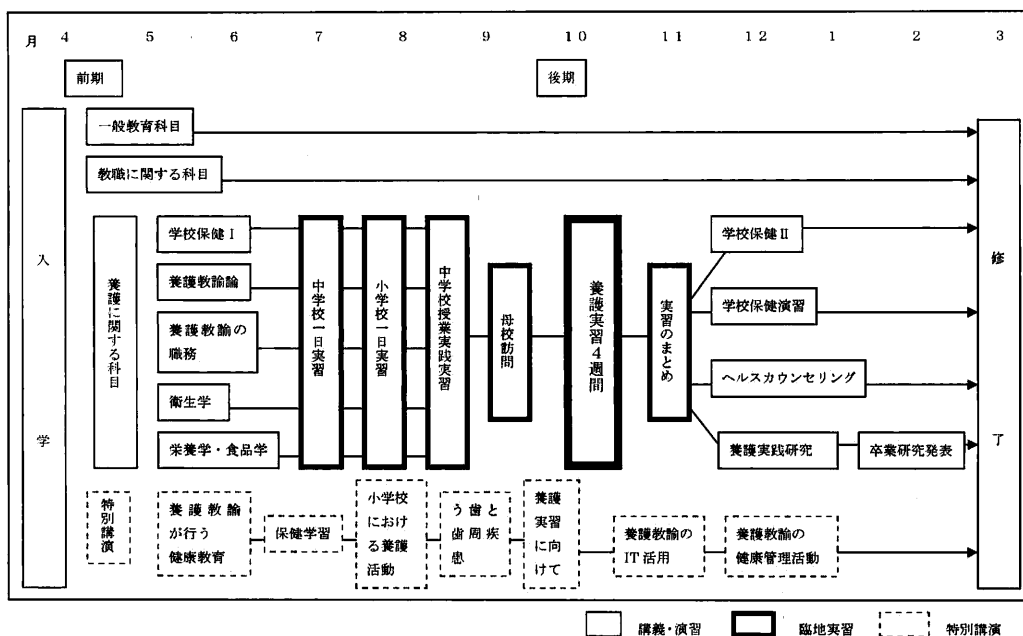 月 4 5 6 7 8 9 10 11 12 1 2 3
前期
後期
入学
一般教育科目
教職に関する科目
養護に関する科目
学校保健Ⅰ
養護教諭論
養護教諭の
職務
衛生学
栄養学・食品学
中学校一日実習
小学校一日実習
中学校授業実践実習
母校訪問
養護実習4週間
実習のまとめ
学校保健Ⅱ
学校保健演習
ヘルスカウンセリング
養護実践研究
卒業研究発表
修了
特別講演
養護教諭
が行う
健康教育
保健学習
小学校
におけ
る養護
活動
う歯と
歯周疾
患
養護
実習
に向
けて
養護教諭の
IT活用
養護教諭の
健康管理活動
講義・演習
臨地実習
特別講演